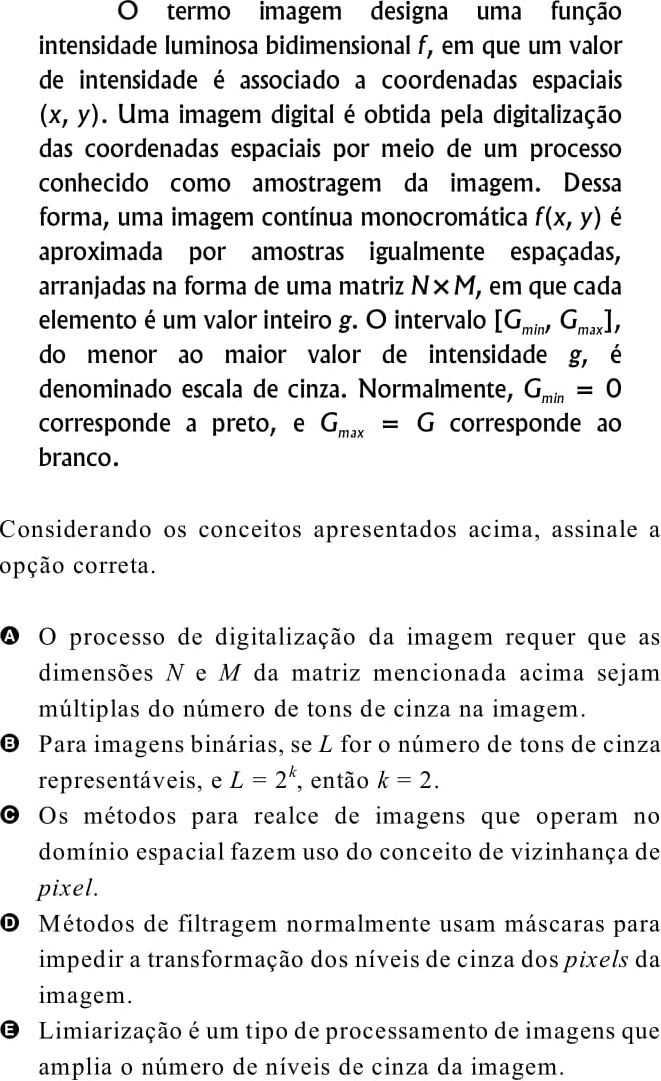 O termo imagem designa uma função
intensidade luminosa bidimensional f, em que um valor
de intensidade é associado a coordenadas espaciais
(x, y). Uma imagem digital é obtida pela digitalização
das coordenadas espaciais por meio de um processo
conhecido como amostragem da imagem. Dessa
forma, uma imagem contínua monocromática f(x, y) é
aproximada por amostras igualmente espaçadas,
arranjadas na forma de uma matriz N×M, em que cada
elemento é um valor inteiro g. O intervalo [Gmin, Gmax],
do menor ao maior valor de intensidade g, é
denominado escala de cinza. Normalmente, Gmin = 0
corresponde a preto, e Gmax = G corresponde ao
branco.
Considerando os conceitos apresentados acima, assinale a
opção correta.
A O processo de digitalização da imagem requer que as
dimensões N e M da matriz mencionada acima sejam
múltiplas do número de tons de cinza na imagem.
B Para imagens binárias, se L for o número de tons de cinza
representáveis, e L = 2^k, então k = 2.
C Os métodos para realce de imagens que operam no
domínio espacial fazem uso do conceito de vizinhança de
pixel.
D Métodos de filtragem normalmente usam máscaras para
impedir a transformação dos níveis de cinza dos pixels da
imagem.
E Limiarização é um tipo de processamento de imagens que
amplia o número de níveis de cinza da imagem.